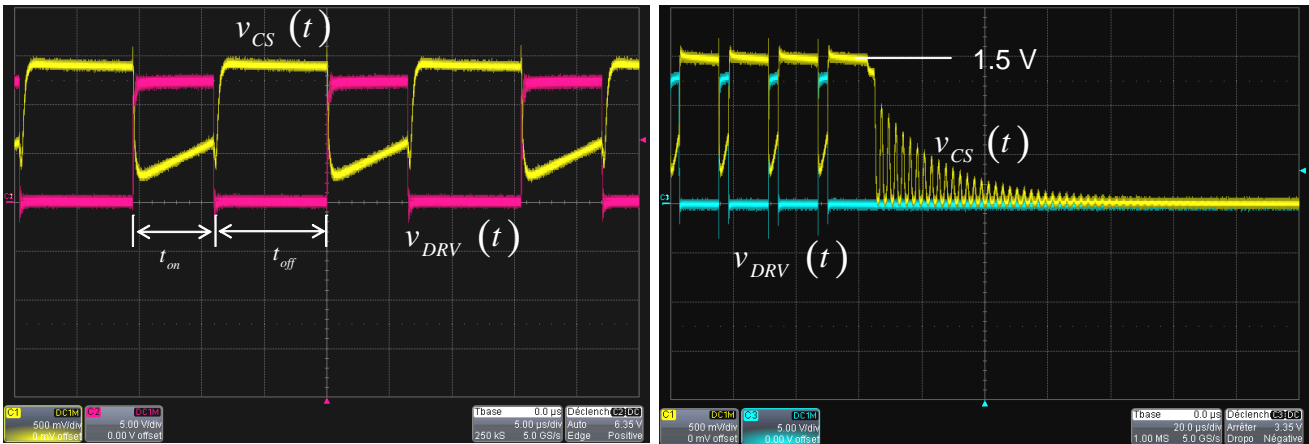 v_CS (t)
t_on
t_off
v_DRV (t)
C1
DC1M
500 mV/div
0 mV offset
C2
DC1M
5.00 V/div
0.00 V offset
Tbase 0.0 µs
5.00 µs/div
250 kS 5.0 GS/s
Déclench C2 DC
Auto 6.35 V
Edge Positive
1.5 V
v_CS (t)
v_DRV (t)
C3
C1
DC1M
500 mV/div
0 mV offset
C3
DC1M
5.00 V/div
0.00 V offset
Tbase 0.0 µs
20.0 µs/div
1.00 MS 5.0 GS/s
Déclench C3 DC
Arrêter 3.35 V
Dropo Négative